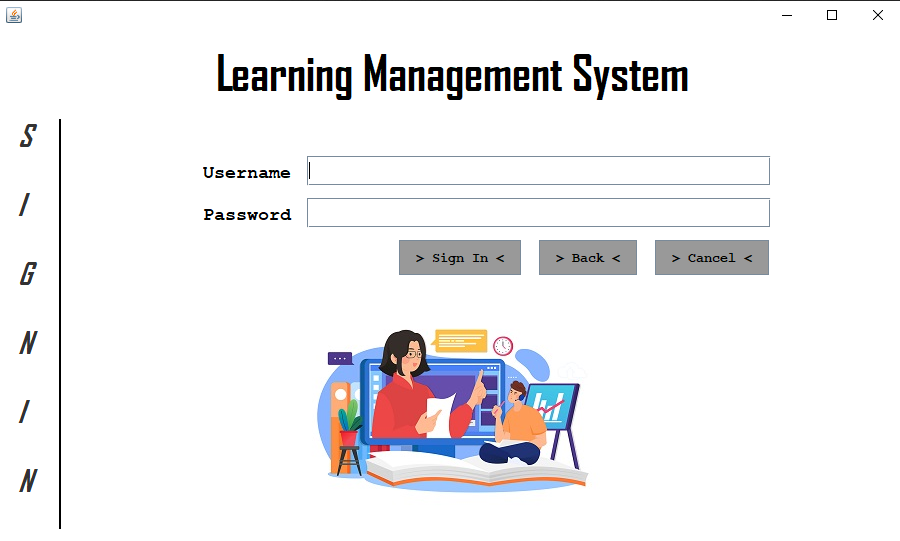 Learning Management System
S
I
G
N
I
N
Username
Password
> Sign In < > Back < > Cancel <